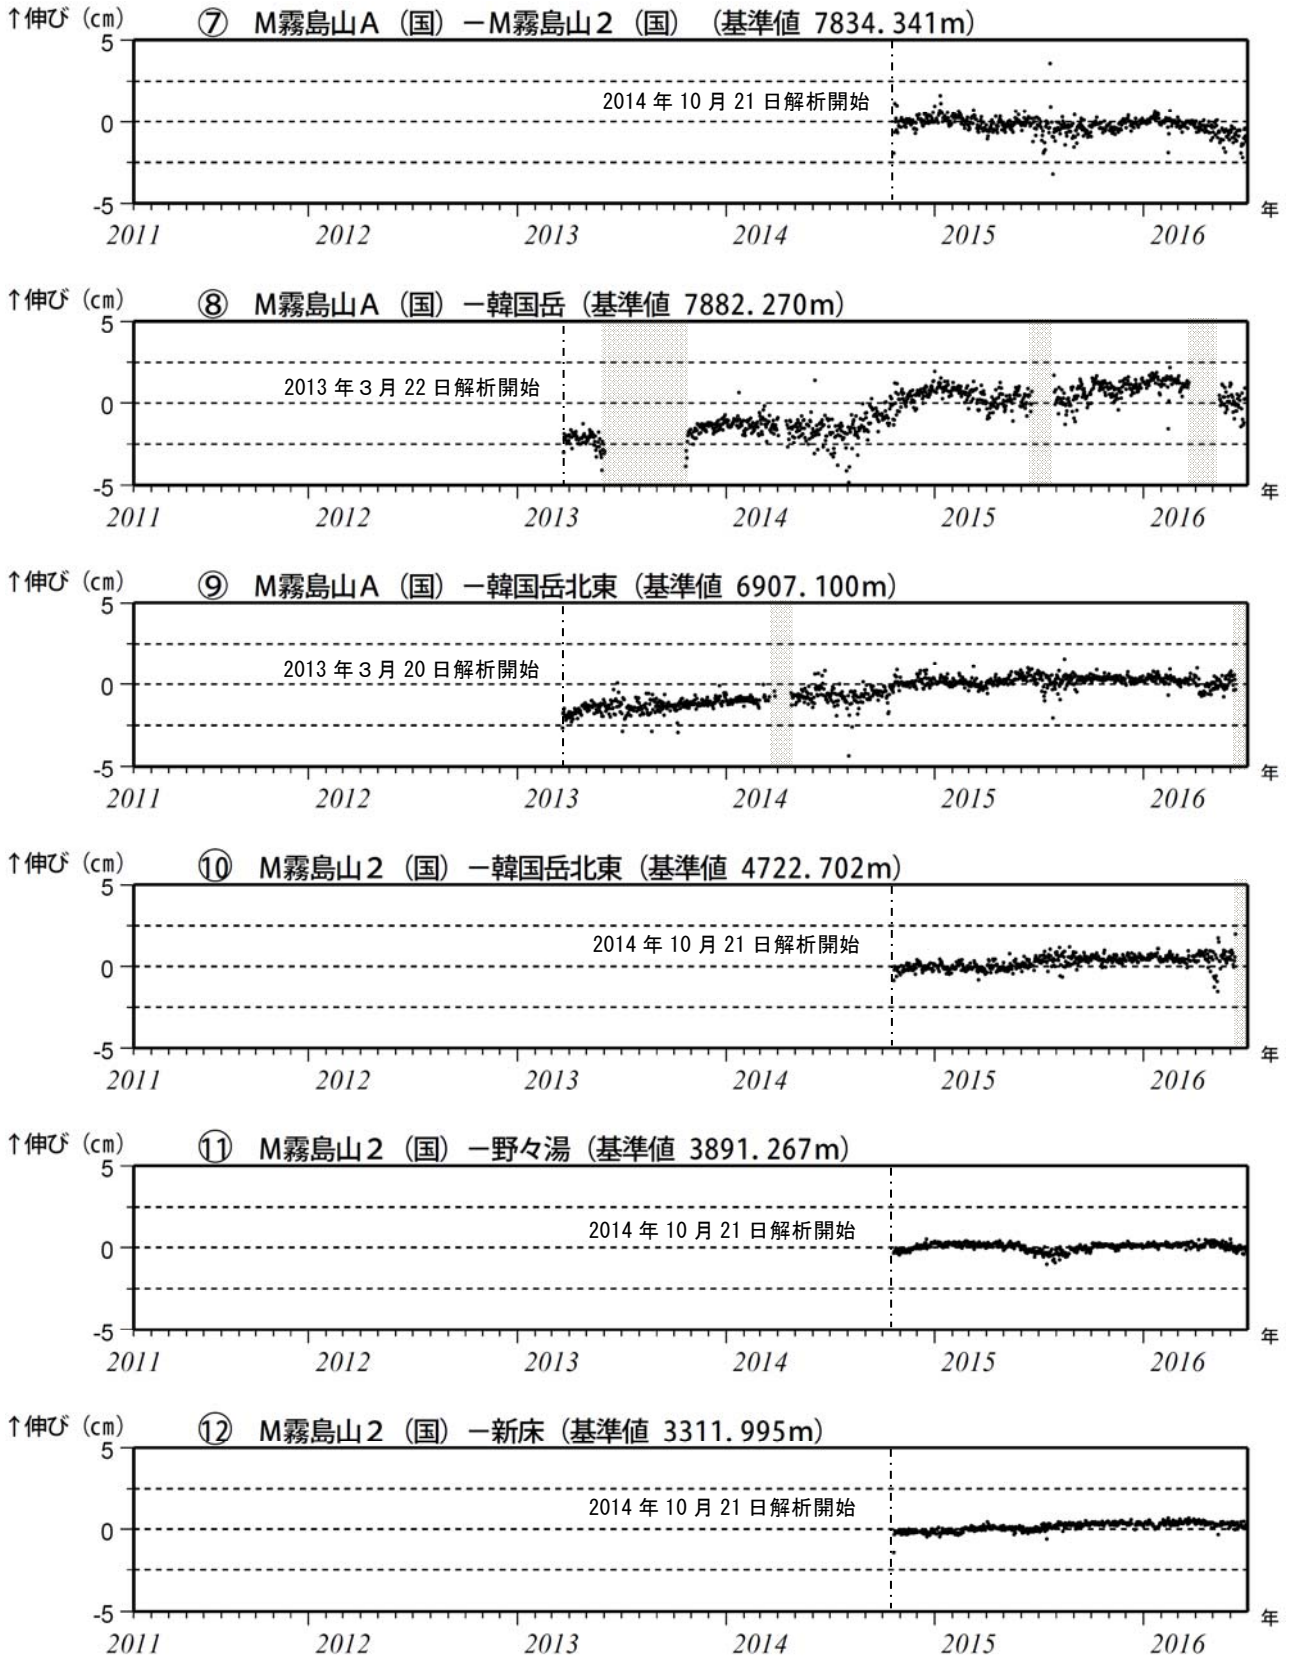 ↑伸び（cm） ⑦ Ｍ霧島山Ａ（国）－Ｍ霧島山２（国）（基準値 7834.341m）
5
2014年10月21日解析開始
0
-5
年
2011 2012 2013 2014 2015 2016
↑伸び（cm） ⑧ Ｍ霧島山Ａ（国）－韓国岳（基準値 7882.270m）
5
2013年３月22日解析開始
0
-5
年
2011 2012 2013 2014 2015 2016
↑伸び（cm） ⑨ Ｍ霧島山Ａ（国）－韓国岳北東（基準値 6907.100m）
5
2013年３月20日解析開始
0
-5
年
2011 2012 2013 2014 2015 2016
↑伸び（cm） ⑩ Ｍ霧島山２（国）－韓国岳北東（基準値 4722.702m）
5
2014年10月21日解析開始
0
-5
年
2011 2012 2013 2014 2015 2016
↑伸び（cm） ⑪ Ｍ霧島山２（国）－野々湯（基準値 3891.267m）
5
2014年10月21日解析開始
0
-5
年
2011 2012 2013 2014 2015 2016
↑伸び（cm） ⑫ Ｍ霧島山２（国）－新床（基準値 3311.995m）
5
2014年10月21日解析開始
0
-5
年
2011 2012 2013 2014 2015 2016